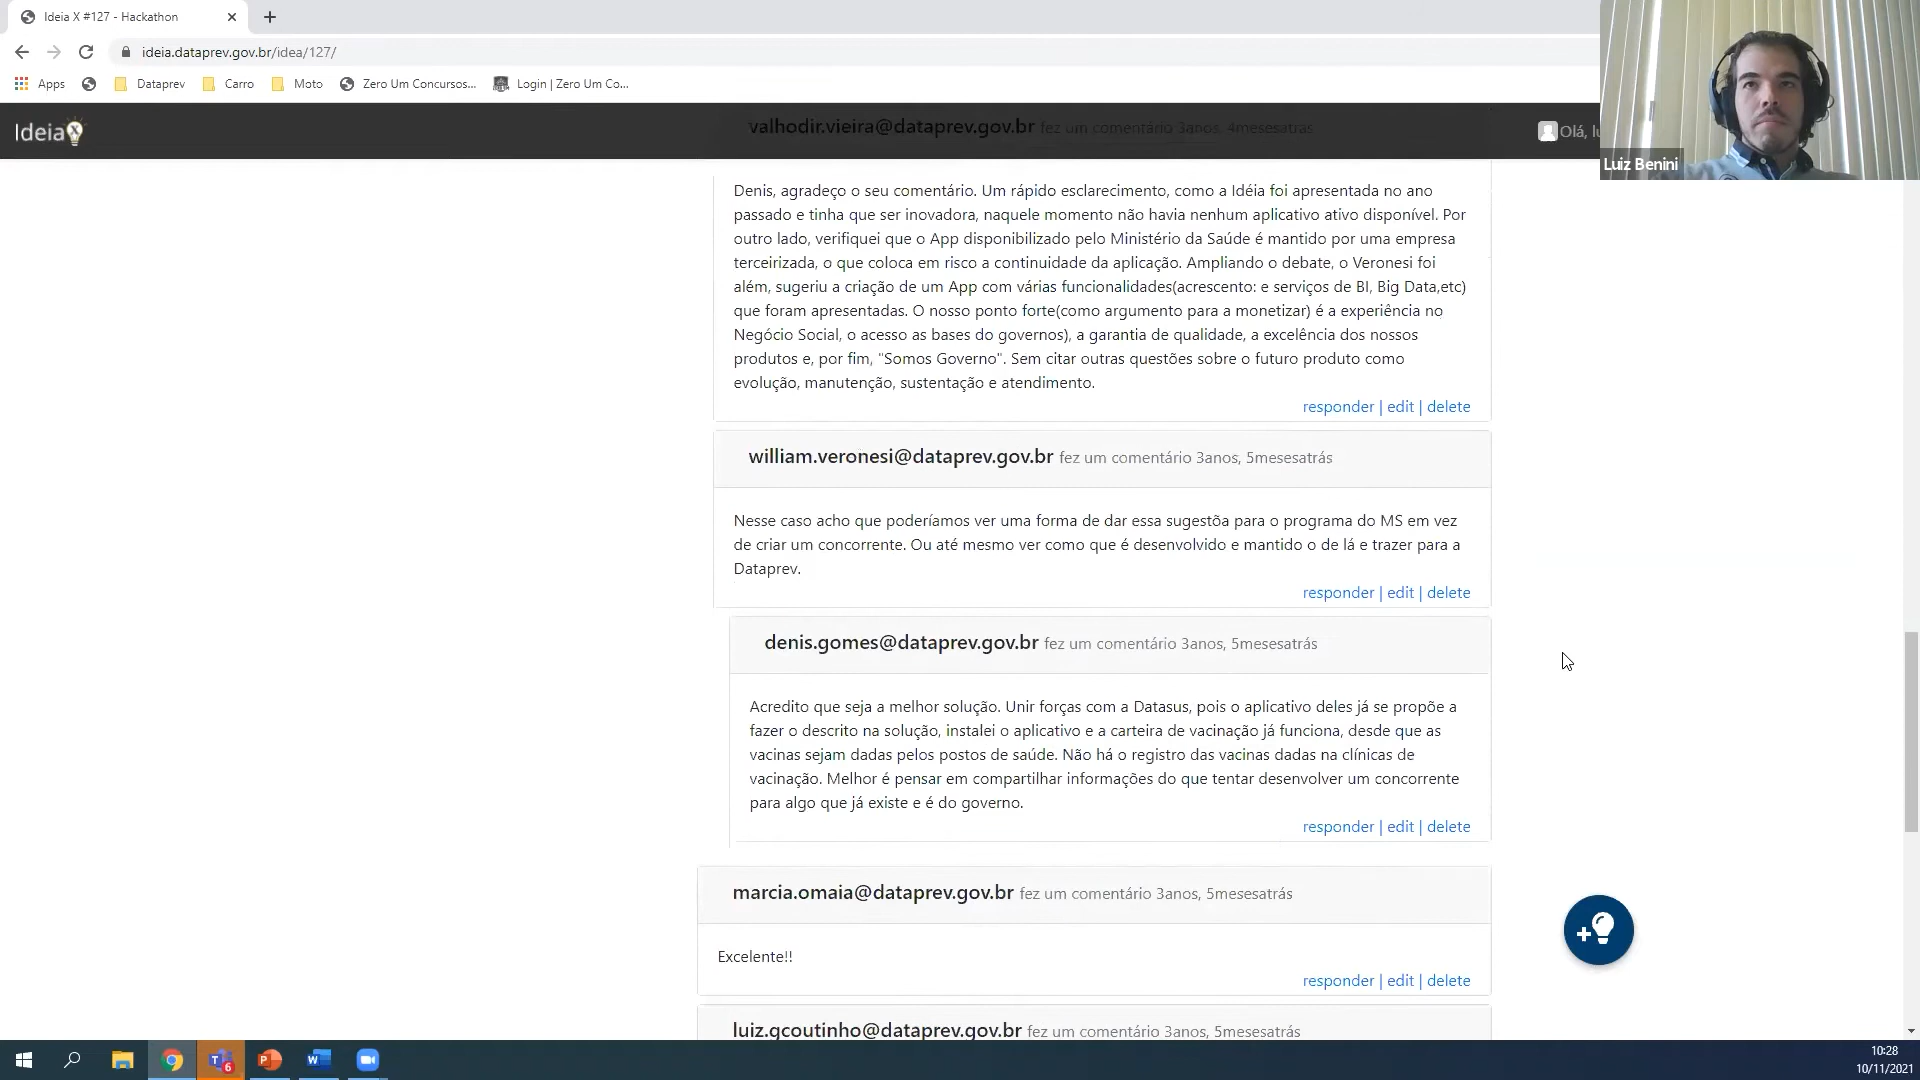 Ideia X #127 - Hackathon
ideia.dataprev.gov.br/idea/127/
Apps Dataprev Carro Moto Zero Um Concursos... Login | Zero Um Co...
Ideia
valhodir.vieira@dataprev.gov.br fez um comentário 3anos, 4mesesatrás
Olá, lu
Luiz Benini
Denis, agradeço o seu comentário. Um rápido esclarecimento, como a Idéia foi apresentada no ano
passado e tinha que ser inovadora, naquele momento não havia nenhum aplicativo ativo disponível. Por
outro lado, verifiquei que o App disponibilizado pelo Ministério da Saúde é mantido por uma empresa
terceirizada, o que coloca em risco a continuidade da aplicação. Ampliando o debate, o Veronesi foi
além, sugeriu a criação de um App com várias funcionalidades(acrescento: e serviços de BI, Big Data,etc)
que foram apresentadas. O nosso ponto forte(como argumento para a monetizar) é a experiência no
Negócio Social, o acesso as bases do governos), a garantia de qualidade, a excelência dos nossos
produtos e, por fim, "Somos Governo". Sem citar outras questões sobre o futuro produto como
evolução, manutenção, sustentação e atendimento.
responder | edit | delete
william.veronesi@dataprev.gov.br fez um comentário 3anos, 5mesesatrás
Nesse caso acho que poderíamos ver uma forma de dar essa sugestõa para o programa do MS em vez
de criar um concorrente. Ou até mesmo ver como que é desenvolvido e mantido o de lá e trazer para a
Dataprev.
responder | edit | delete
denis.gomes@dataprev.gov.br fez um comentário 3anos, 5mesesatrás
Acredito que seja a melhor solução. Unir forças com a Datasus, pois o aplicativo deles já se propõe a
fazer o descrito na solução, instalei o aplicativo e a carteira de vacinação já funciona, desde que as
vacinas sejam dadas pelos postos de saúde. Não há o registro das vacinas dadas na clínicas de
vacinação. Melhor é pensar em compartilhar informações do que tentar desenvolver um concorrente
para algo que já existe e é do governo.
responder | edit | delete
marcia.omaia@dataprev.gov.br fez um comentário 3anos, 5mesesatrás
Excelente!!
responder | edit | delete
luiz.gcoutinho@dataprev.gov.br fez um comentário 3anos, 5mesesatrás
6
10:28
10/11/2021